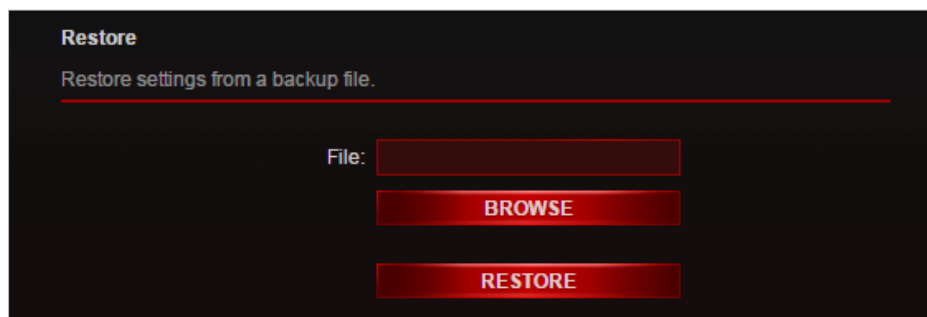 Restore
Restore settings from a backup file.
File:
BROWSE
RESTORE